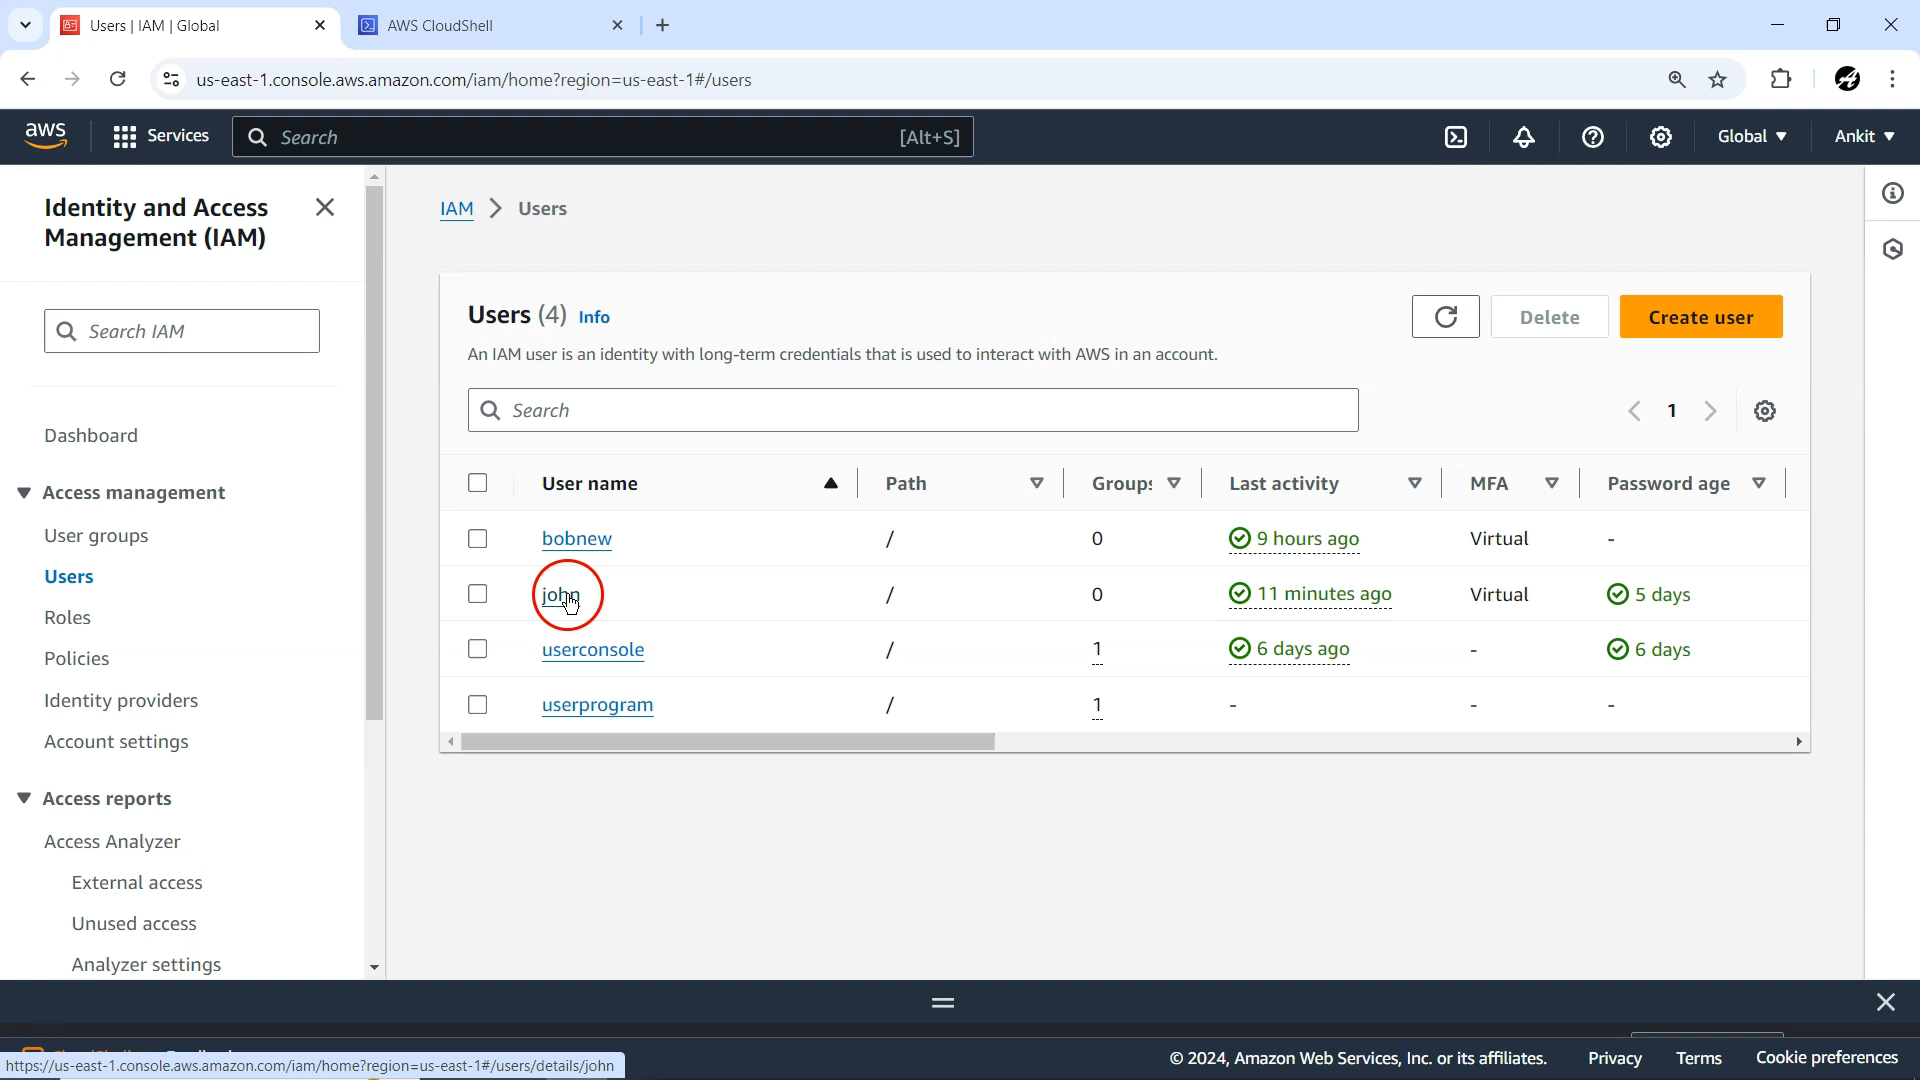 Users | IAM | Global
AWS CloudShell
us-east-1.console.aws.amazon.com/iam/home?region=us-east-1#/users
aws
Services
Search
[Alt+S]
Global
Ankit
Identity and Access
Management (IAM)
Search IAM
Dashboard
Access management
User groups
Users
Roles
Policies
Identity providers
Account settings
Access reports
Access Analyzer
External access
Unused access
Analyzer settings
IAM > Users
Users (4) Info
Delete
Create user
An IAM user is an identity with long-term credentials that is used to interact with AWS in an account.
Search
1
User name Path Groups Last activity MFA Password age
bobnew / 0 9 hours ago Virtual -
john / 0 11 minutes ago Virtual 5 days
userconsole / 1 6 days ago - 6 days
userprogram / 1 - - -
© 2024, Amazon Web Services, Inc. or its affiliates. Privacy Terms Cookie preferences
https://us-east-1.console.aws.amazon.com/iam/home?region=us-east-1#/users/details/john